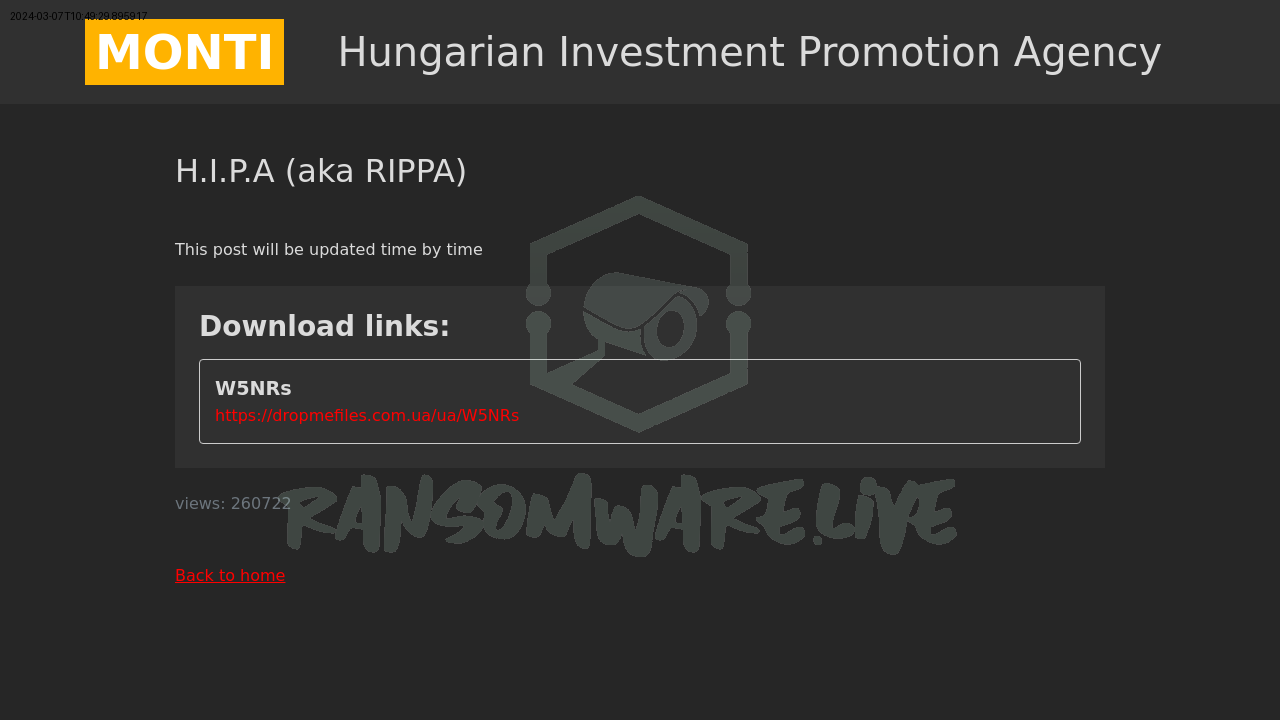 2024-03-07T10:49:29.895917
MONTI
Hungarian Investment Promotion Agency
H.I.P.A (aka RIPPA)
This post will be updated time by time
Download links:
W5NRs
https://dropmefiles.com.ua/ua/W5NRs
views: 260722
RANSOMWARE.LIVE
Back to home